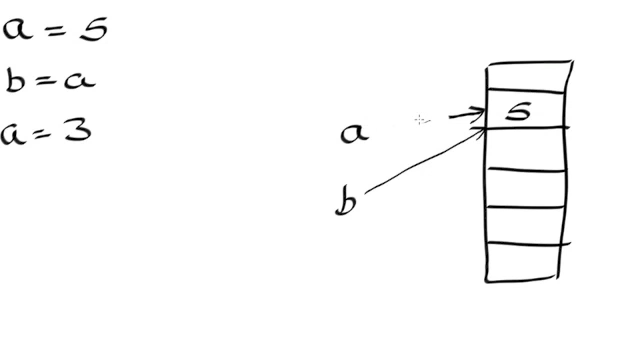 a = 5
b = a
a = 3
a
b
5